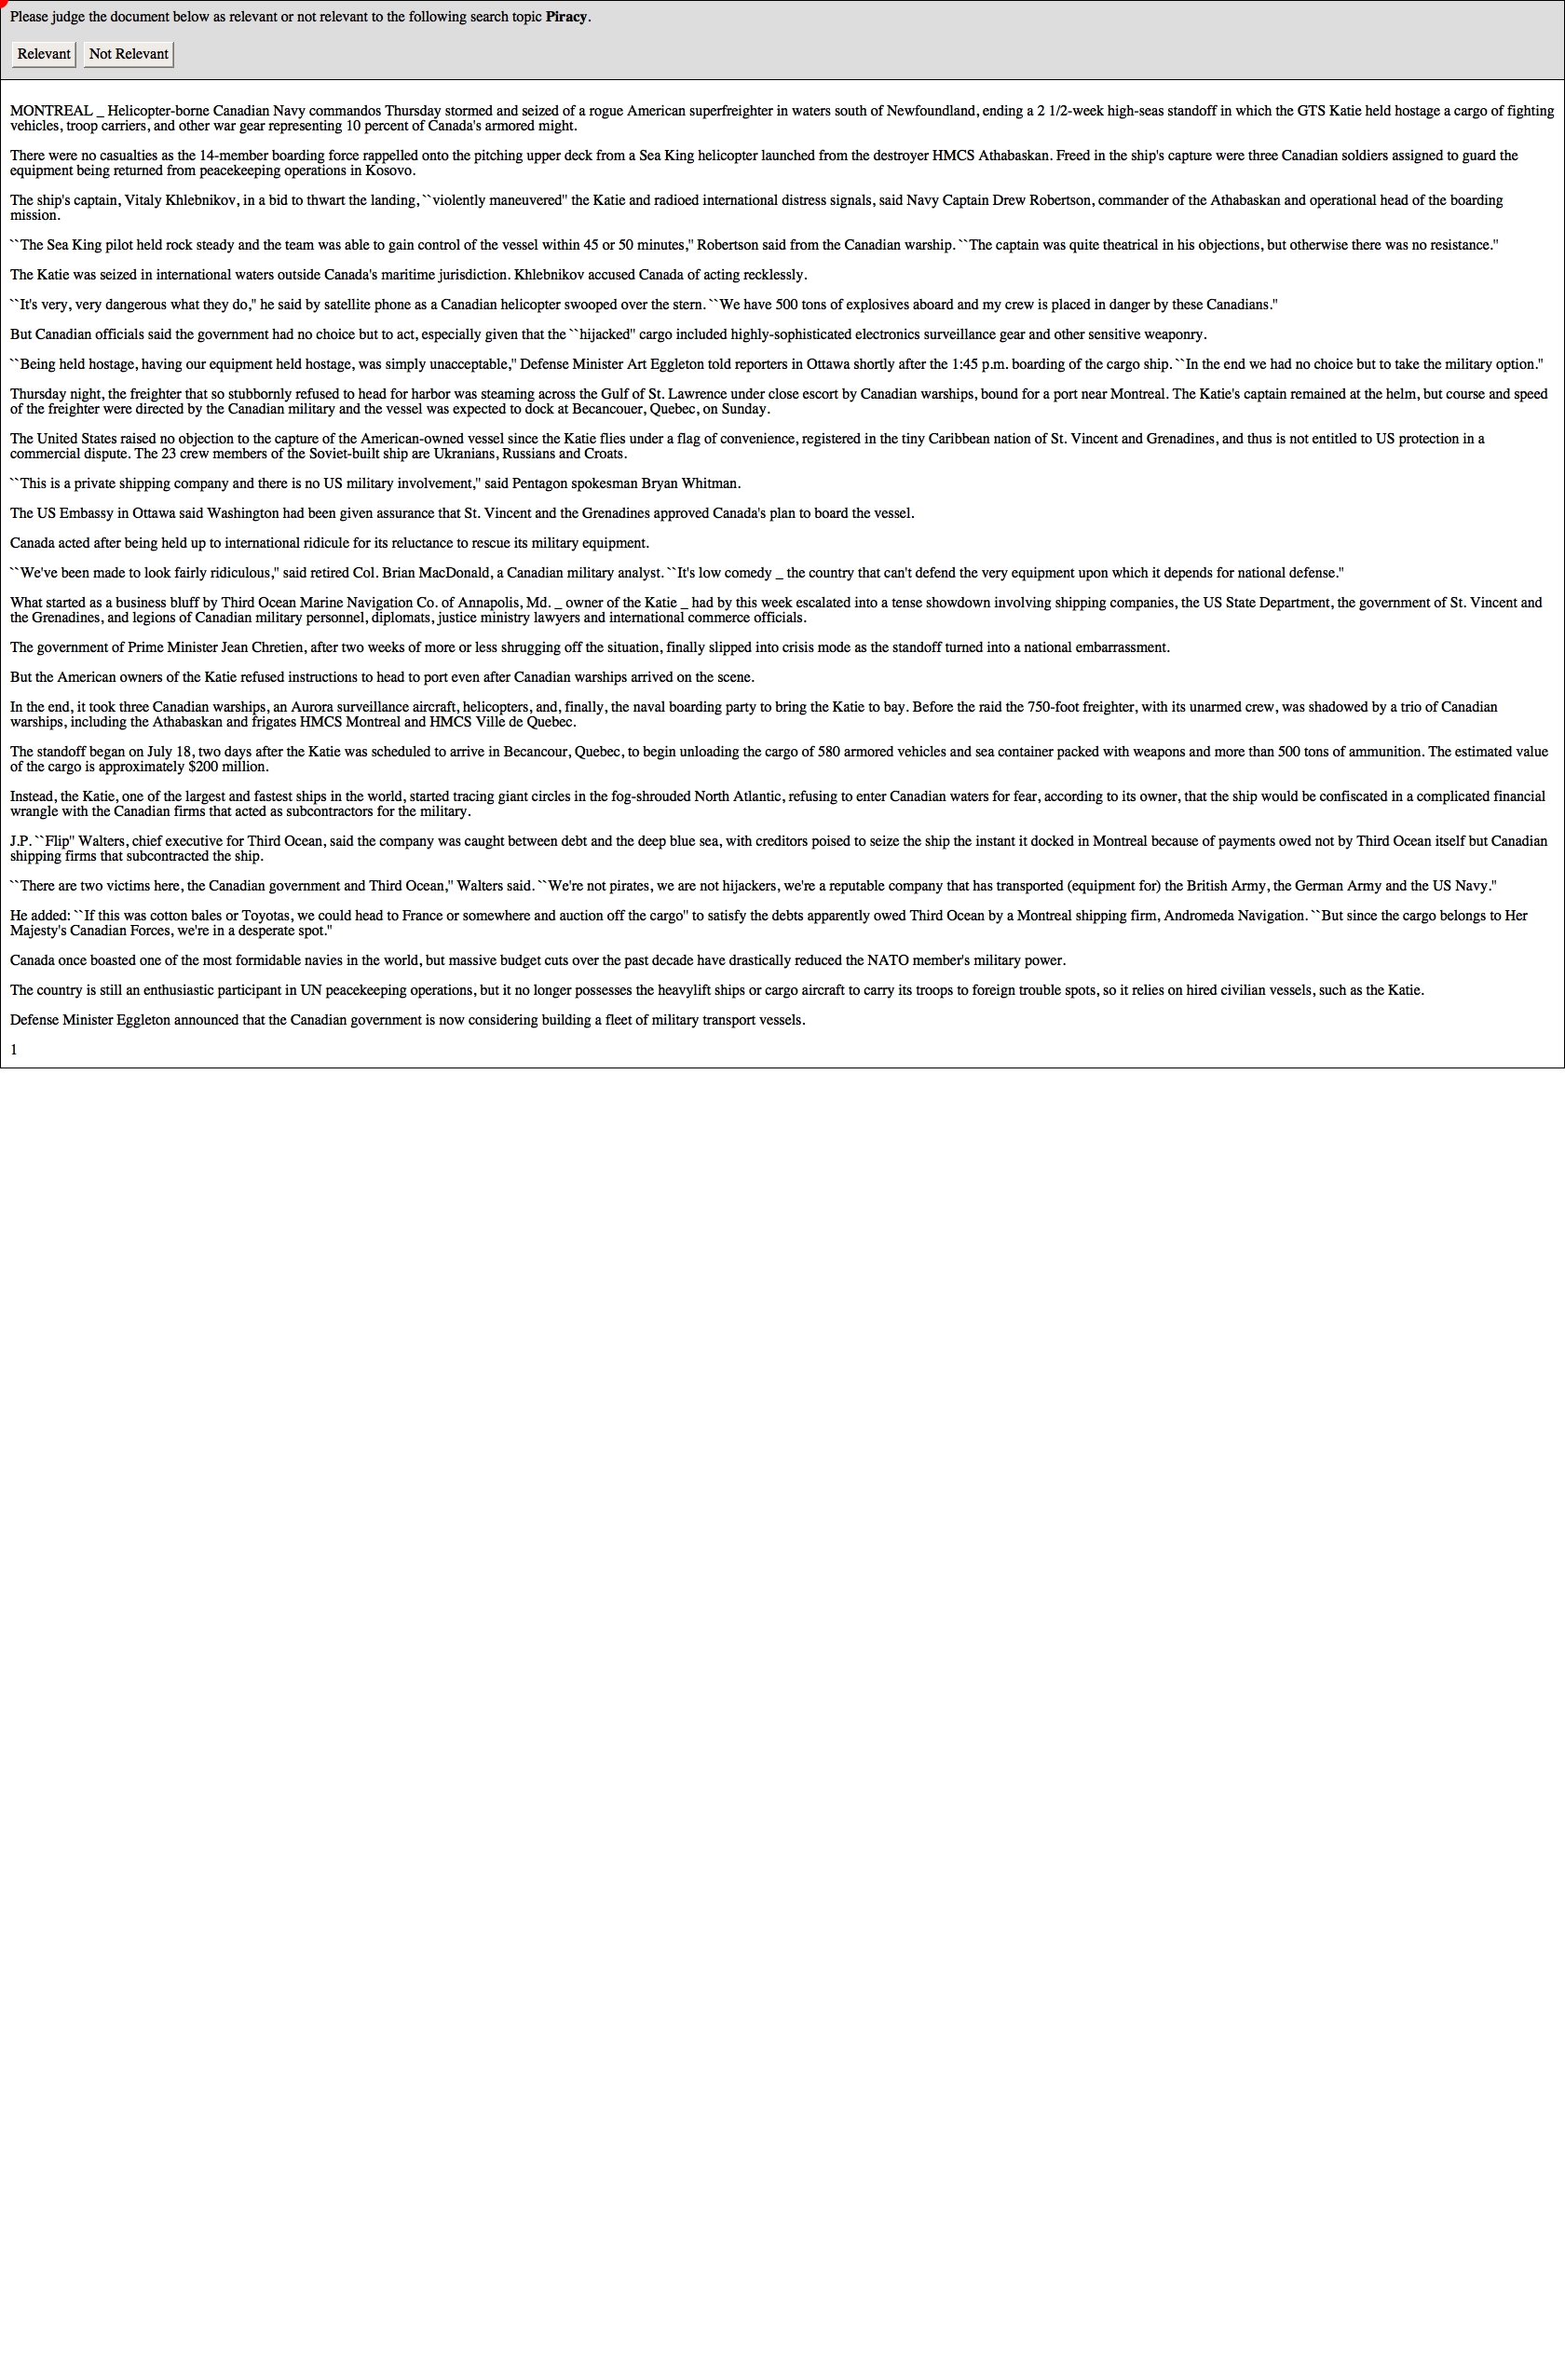 Please judge the document below as relevant or not relevant to the following search topic Piracy.
Relevant Not Relevant
MONTREAL _ Helicopter-borne Canadian Navy commandos Thursday stormed and seized of a rogue American superfreighter in waters south of Newfoundland, ending a 2 1/2-week high-seas standoff in which the GTS Katie held hostage a cargo of fighting
vehicles, troop carriers, and other war gear representing 10 percent of Canada's armored might.
There were no casualties as the 14-member boarding force rappelled onto the pitching upper deck from a Sea King helicopter launched from the destroyer HMCS Athabaskan. Freed in the ship's capture were three Canadian soldiers assigned to guard the
equipment being returned from peacekeeping operations in Kosovo.
The ship's captain, Vitaly Khlebnikov, in a bid to thwart the landing, ``violently maneuvered'' the Katie and radioed international distress signals, said Navy Captain Drew Robertson, commander of the Athabaskan and operational head of the boarding
mission.
``The Sea King pilot held rock steady and the team was able to gain control of the vessel within 45 or 50 minutes,'' Robertson said from the Canadian warship. ``The captain was quite theatrical in his objections, but otherwise there was no resistance.''
The Katie was seized in international waters outside Canada's maritime jurisdiction. Khlebnikov accused Canada of acting recklessly.
``It's very, very dangerous what they do,'' he said by satellite phone as a Canadian helicopter swooped over the stern. ``We have 500 tons of explosives aboard and my crew is placed in danger by these Canadians.''
But Canadian officials said the government had no choice but to act, especially given that the ``hijacked'' cargo included highly-sophisticated electronics surveillance gear and other sensitive weaponry.
``Being held hostage, having our equipment held hostage, was simply unacceptable,'' Defense Minister Art Eggleton told reporters in Ottawa shortly after the 1:45 p.m. boarding of the cargo ship. ``In the end we had no choice but to take the military option.''
Thursday night, the freighter that so stubbornly refused to head for harbor was steaming across the Gulf of St. Lawrence under close escort by Canadian warships, bound for a port near Montreal. The Katie's captain remained at the helm, but course and speed
of the freighter were directed by the Canadian military and the vessel was expected to dock at Becancouer, Quebec, on Sunday.
The United States raised no objection to the capture of the American-owned vessel since the Katie flies under a flag of convenience, registered in the tiny Caribbean nation of St. Vincent and Grenadines, and thus is not entitled to US protection in a
commercial dispute. The 23 crew members of the Soviet-built ship are Ukranians, Russians and Croats.
``This is a private shipping company and there is no US military involvement,'' said Pentagon spokesman Bryan Whitman.
The US Embassy in Ottawa said Washington had been given assurance that St. Vincent and the Grenadines approved Canada's plan to board the vessel.
Canada acted after being held up to international ridicule for its reluctance to rescue its military equipment.
``We've been made to look fairly ridiculous,'' said retired Col. Brian MacDonald, a Canadian military analyst. ``It's low comedy _ the country that can't defend the very equipment upon which it depends for national defense.''
What started as a business bluff by Third Ocean Marine Navigation Co. of Annapolis, Md. _ owner of the Katie _ had by this week escalated into a tense showdown involving shipping companies, the US State Department, the government of St. Vincent and
the Grenadines, and legions of Canadian military personnel, diplomats, justice ministry lawyers and international commerce officials.
The government of Prime Minister Jean Chretien, after two weeks of more or less shrugging off the situation, finally slipped into crisis mode as the standoff turned into a national embarrassment.
But the American owners of the Katie refused instructions to head to port even after Canadian warships arrived on the scene.
In the end, it took three Canadian warships, an Aurora surveillance aircraft, helicopters, and, finally, the naval boarding party to bring the Katie to bay. Before the raid the 750-foot freighter, with its unarmed crew, was shadowed by a trio of Canadian
warships, including the Athabaskan and frigates HMCS Montreal and HMCS Ville de Quebec.
The standoff began on July 18, two days after the Katie was scheduled to arrive in Becancour, Quebec, to begin unloading the cargo of 580 armored vehicles and sea container packed with weapons and more than 500 tons of ammunition. The estimated value
of the cargo is approximately $200 million.
Instead, the Katie, one of the largest and fastest ships in the world, started tracing giant circles in the fog-shrouded North Atlantic, refusing to enter Canadian waters for fear, according to its owner, that the ship would be confiscated in a complicated financial
wrangle with the Canadian firms that acted as subcontractors for the military.
J.P. ``Flip'' Walters, chief executive for Third Ocean, said the company was caught between debt and the deep blue sea, with creditors poised to seize the ship the instant it docked in Montreal because of payments owed not by Third Ocean itself but Canadian
shipping firms that subcontracted the ship.
``There are two victims here, the Canadian government and Third Ocean,'' Walters said. ``We're not pirates, we are not hijackers, we're a reputable company that has transported (equipment for) the British Army, the German Army and the US Navy.''
He added: ``If this was cotton bales or Toyotas, we could head to France or somewhere and auction off the cargo'' to satisfy the debts apparently owed Third Ocean by a Montreal shipping firm, Andromeda Navigation. ``But since the cargo belongs to Her
Majesty's Canadian Forces, we're in a desperate spot.''
Canada once boasted one of the most formidable navies in the world, but massive budget cuts over the past decade have drastically reduced the NATO member's military power.
The country is still an enthusiastic participant in UN peacekeeping operations, but it no longer possesses the heavylift ships or cargo aircraft to carry its troops to foreign trouble spots, so it relies on hired civilian vessels, such as the Katie.
Defense Minister Eggleton announced that the Canadian government is now considering building a fleet of military transport vessels.
1